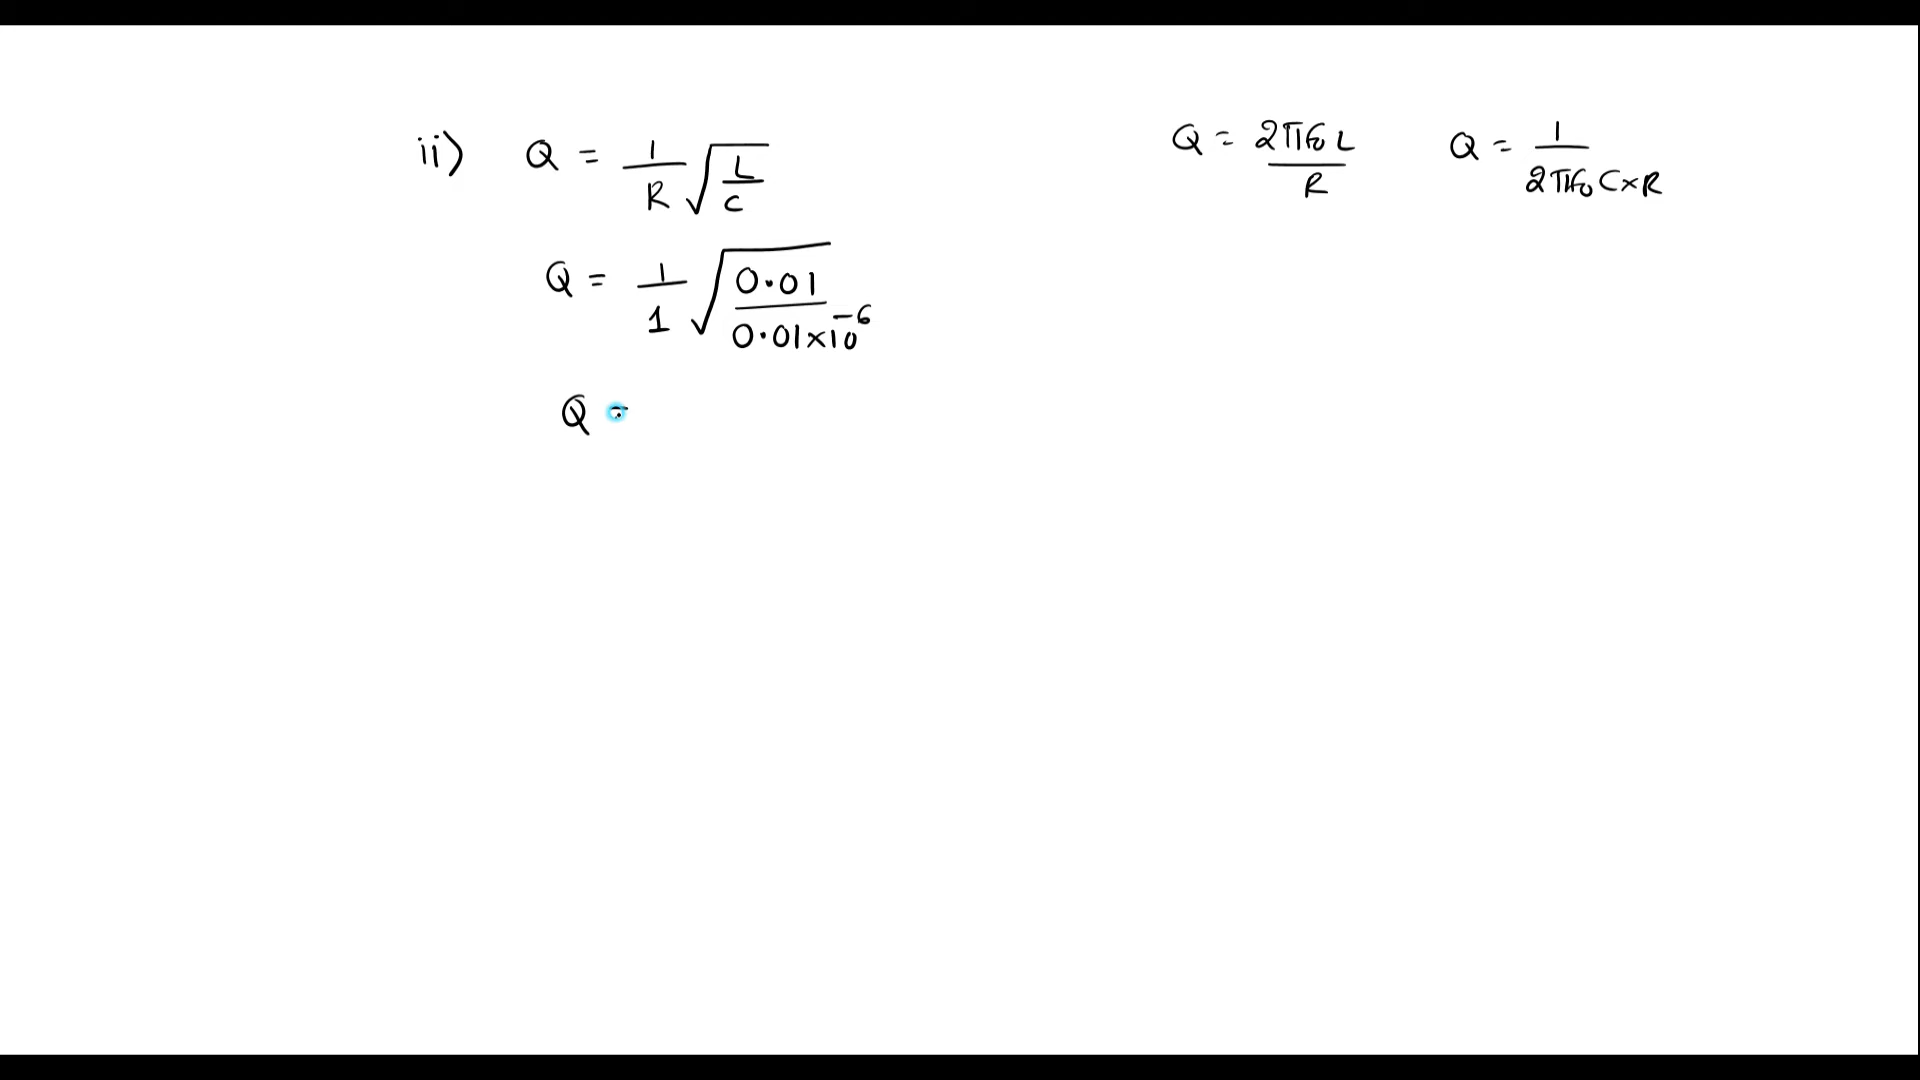 ii) Q = 1/R √(L/C)
Q = 2πf₀L/R    Q = 1/(2πf₀C×R)
Q = 1/1 √(0.01/(0.01×10⁻⁶))
Q =